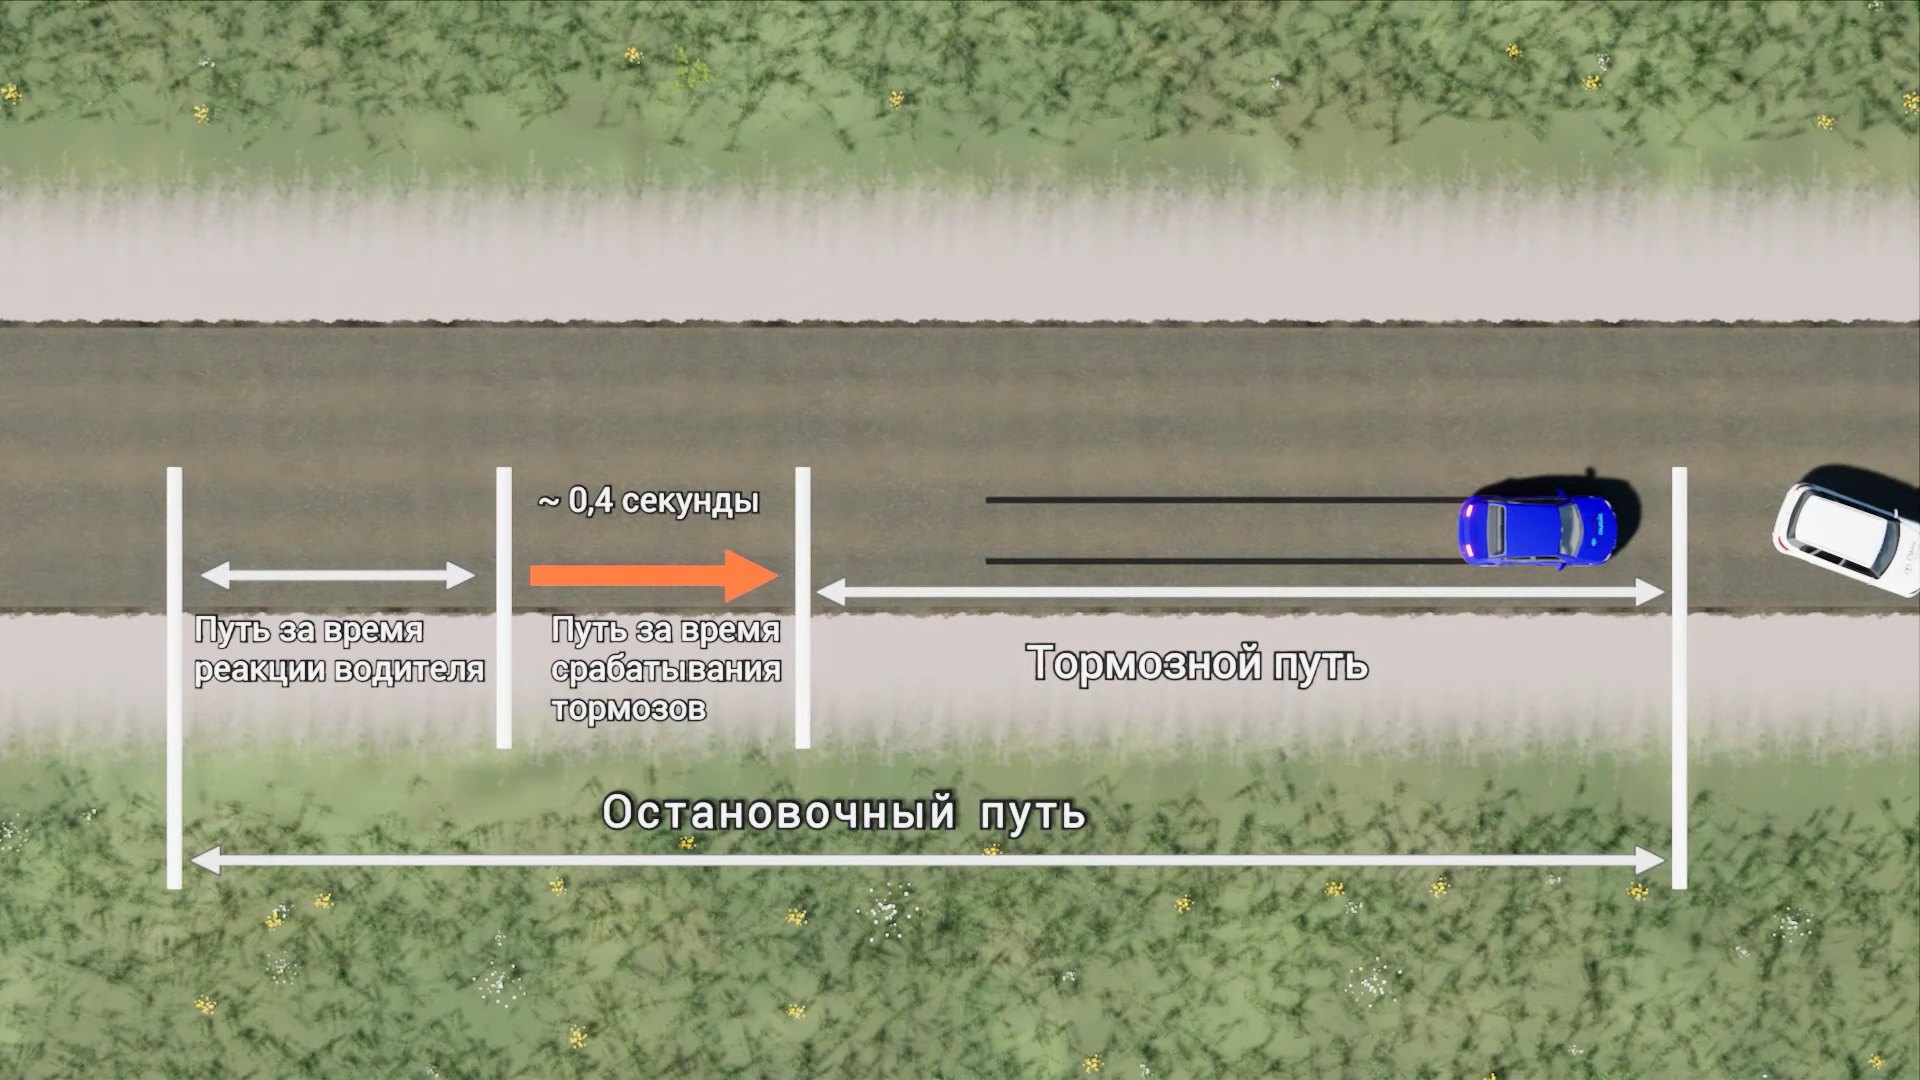 ~ 0,4 секунды
Путь за время
реакции водителя
Путь за время
срабатывания
тормозов
Тормозной путь
Остановочный путь